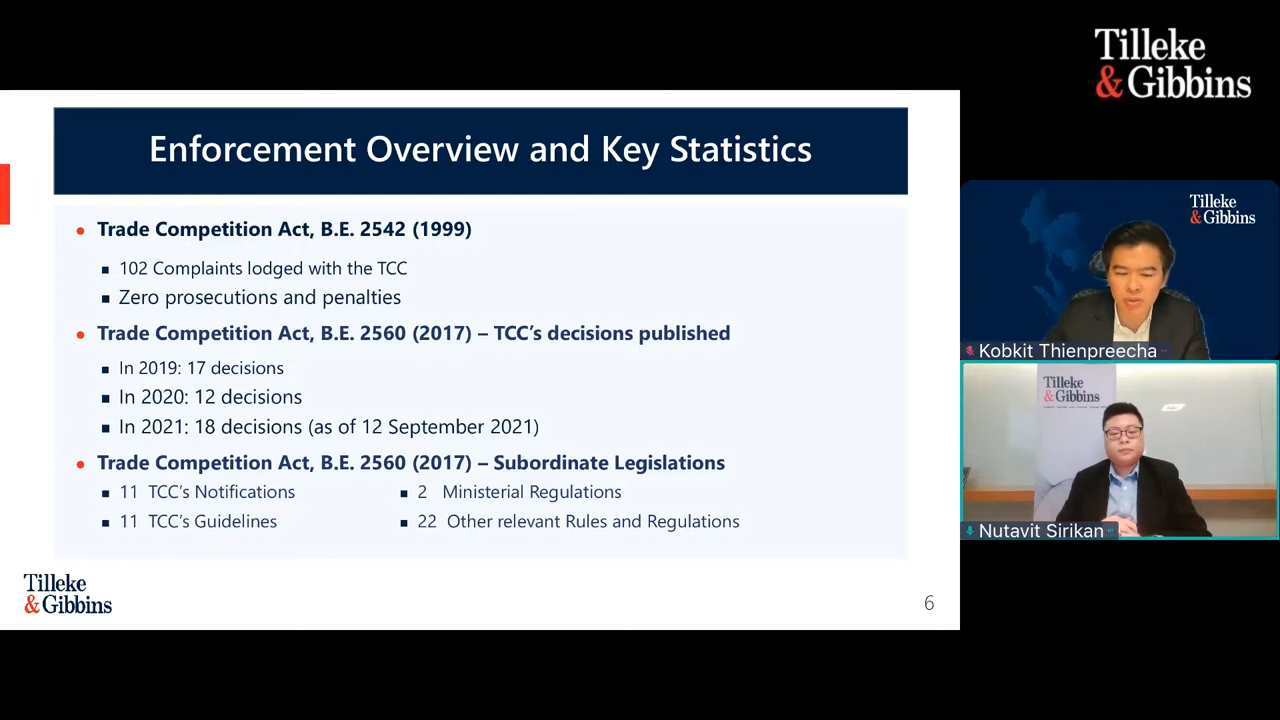 Tilleke
& Gibbins
Enforcement Overview and Key Statistics
Trade Competition Act, B.E. 2542 (1999)
102 Complaints lodged with the TCC
Zero prosecutions and penalties
Trade Competition Act, B.E. 2560 (2017) – TCC’s decisions published
In 2019: 17 decisions
In 2020: 12 decisions
In 2021: 18 decisions (as of 12 September 2021)
Trade Competition Act, B.E. 2560 (2017) – Subordinate Legislations
11 TCC’s Notifications
2 Ministerial Regulations
11 TCC’s Guidelines
22 Other relevant Rules and Regulations
Tilleke
& Gibbins
6
Tilleke
& Gibbins
Kobkit Thienpreecha
Tilleke
& Gibbins
Nutavit Sirikan